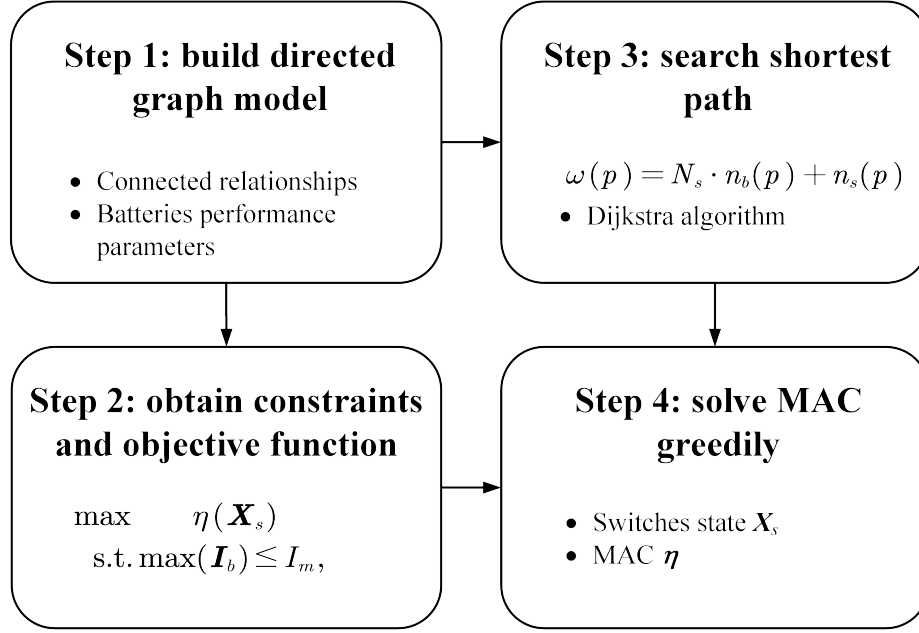 Step 1: build directed
graph model
• Connected relationships
• Batteries performance
parameters
Step 3: search shortest
path
ω(p) = N_s · n_b(p) + n_s(p)
• Dijkstra algorithm
Step 2: obtain constraints
and objective function
max η(X_s)
s.t. max(I_b) ≤ I_m,
Step 4: solve MAC
greedily
• Switches state X_s
• MAC η